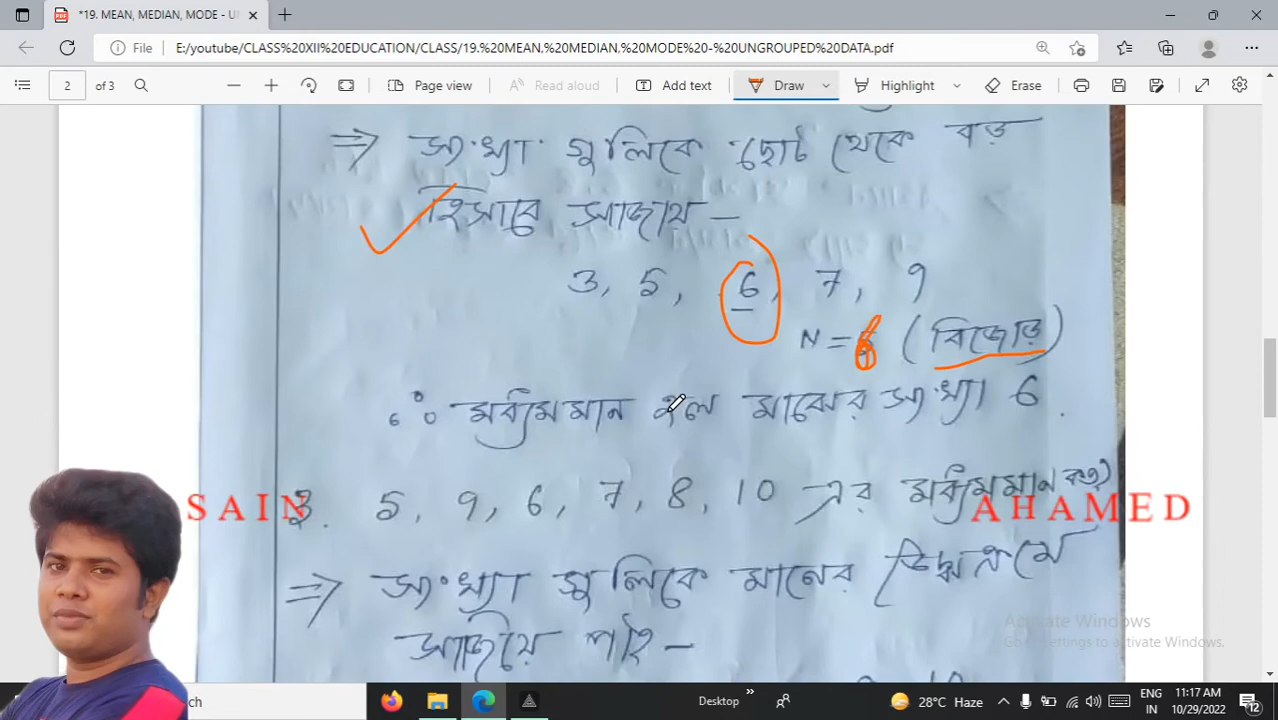 *19. MEAN, MEDIAN, MODE - U
File E:/youtube/CLASS%20XII%20EDUCATION/CLASS/19.%20MEAN,%20MEDIAN,%20MODE%20-%20UNGROUPED%20DATA.pdf
2 of 3 Page view Read aloud Add text Draw Highlight Erase
⇒ সংখ্যা গুলিকে ছোট থেকে বড়
হিসাবে সাজায় -
3, 5, 6, 7, 9
N = (বিজোড়)
∴ মধ্যমমান হল মাঝের সংখ্যা 6.
SAIN AHAMED
3. 5, 9, 6, 7, 8, 10 এর মধ্যমমান কত?
⇒ সংখ্যা গুলিকে মানের ঊর্দ্ধক্রমে
সাজিয়ে পাই -
Activate Windows
Go to Settings to activate Windows.
rch Desktop 28°C Haze ENG IN 11:17 AM 10/29/2022 12